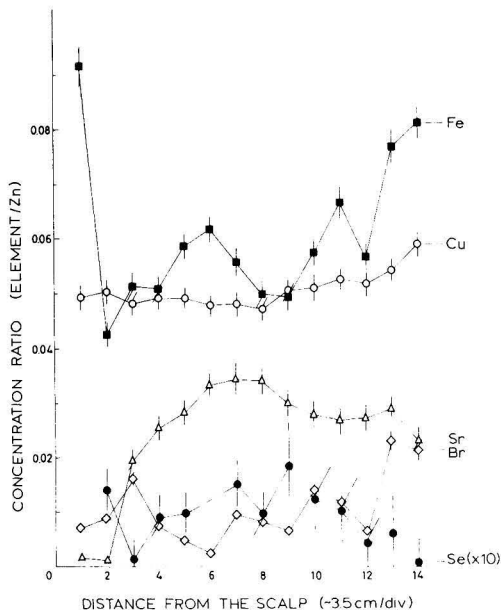 CONCENTRATION RATIO (ELEMENT/Zn)
0.08
0.06
0.04
0.02
0
2
4
6
8
10
12
14
Fe
Cu
Sr
Br
Se(x10)
DISTANCE FROM THE SCALP (~3.5cm/div)